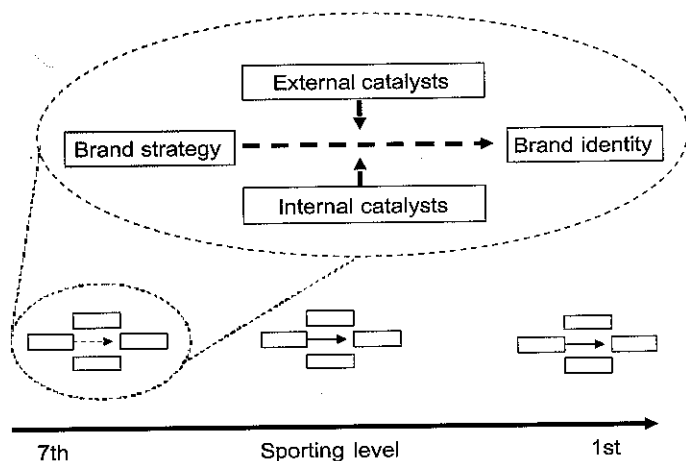 External catalysts
Brand strategy
Brand identity
Internal catalysts
7th
Sporting level
1st